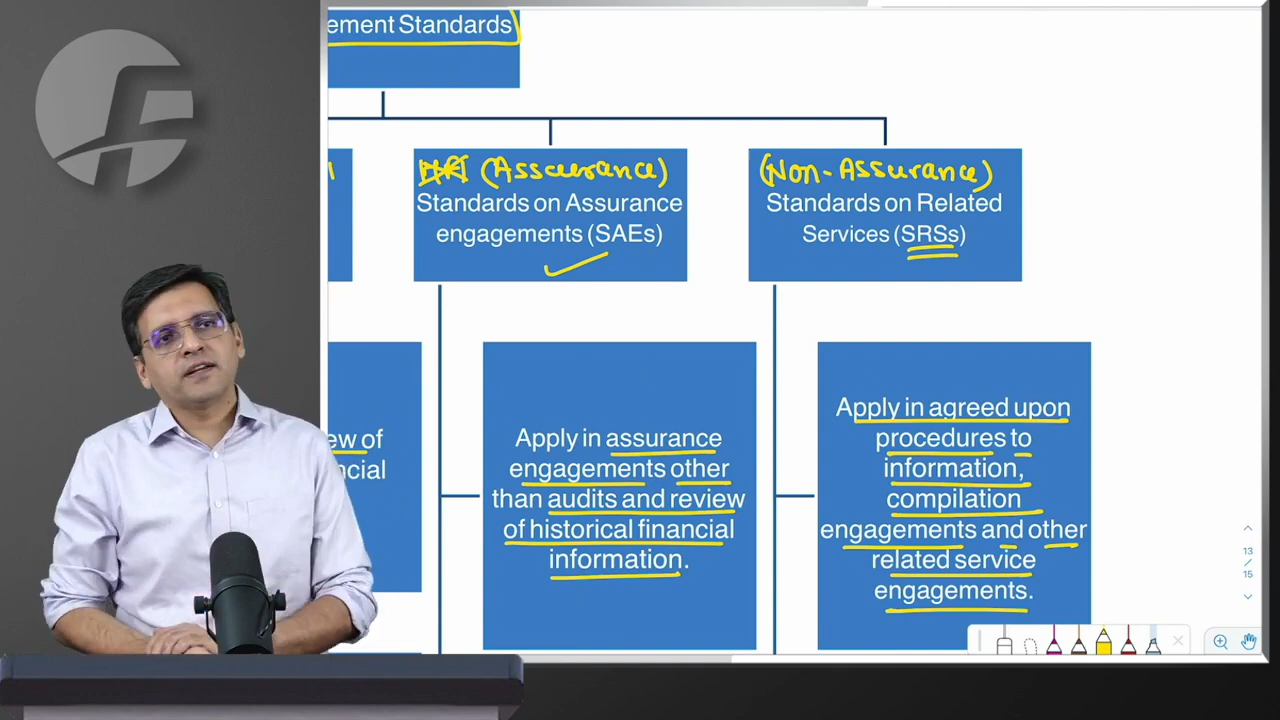 ement Standards
(Assurance)
(Non-Assurance)
Standards on Assurance
engagements (SAEs)
Standards on Related
Services (SRSs)
ew of
ncial
Apply in assurance
engagements other
than audits and review
of historical financial
information.
Apply in agreed upon
procedures to
information,
compilation
engagements and other
related service
engagements.
13
/
15